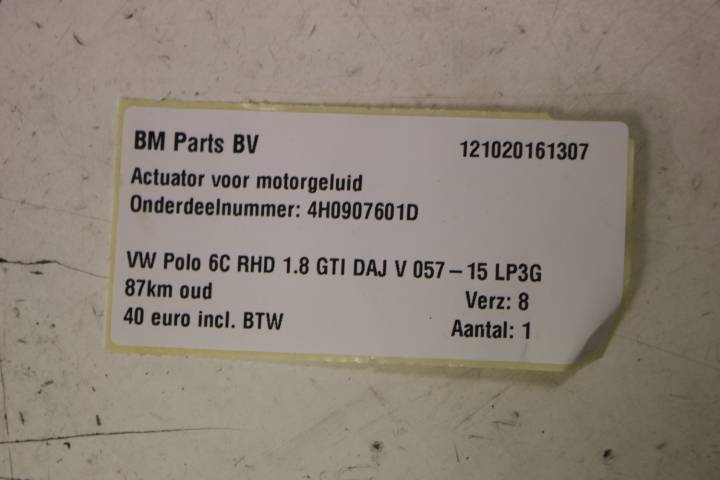 BM Parts BV 121020161307
Actuator voor motorgeluid
Onderdeelnummer: 4H0907601D
VW Polo 6C RHD 1.8 GTI DAJ V 057 – 15 LP3G
87km oud Verz: 8
40 euro incl. BTW Aantal: 1